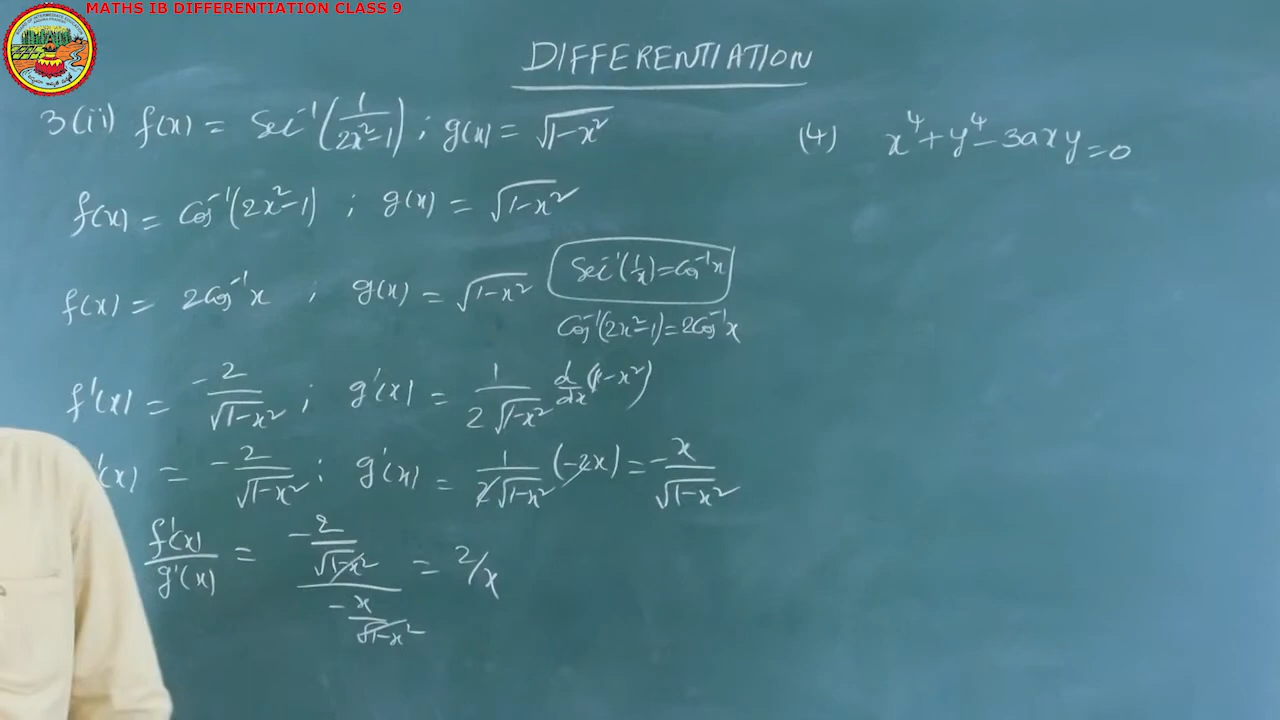 MATHS IB DIFFERENTIATION CLASS 9
DIFFERENTIATION
3(ii) f(x) = Sec⁻¹(1/(2x²-1)) ; g(x) = √(1-x²)
f(x) = Cos⁻¹(2x²-1) ; g(x) = √(1-x²)
f(x) = 2Cos⁻¹x ; g(x) = √(1-x²)
Sec⁻¹(1/x) = Cos⁻¹x
Cos⁻¹(2x²-1) = 2Cos⁻¹x
f'(x) = -2/√(1-x²) ; g'(x) = 1/(2√(1-x²)) d/dx (1-x²)
'(x) = -2/√(1-x²) ; g'(x) = 1/(2√(1-x²)) (-2x) = -x/√(1-x²)
f'(x)/g'(x) = (-2/√(1-x²))/(-x/√(1-x²)) = 2/x
(4) x⁴+y⁴-3axy=0